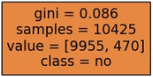 gini = 0.086
samples = 10425
value = [9955, 470]
class = no